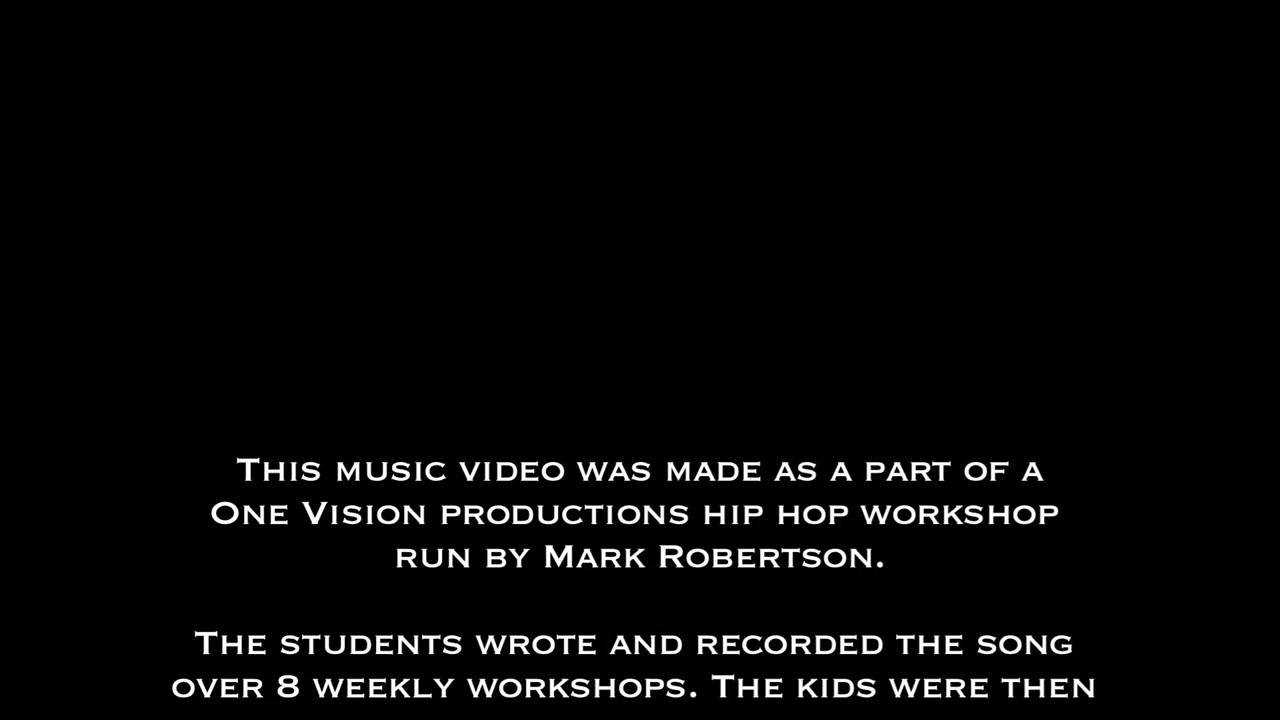 This music video was made as a part of a
One Vision productions hip hop workshop
run by Mark Robertson.
The students wrote and recorded the song
over 8 weekly workshops. The kids were then